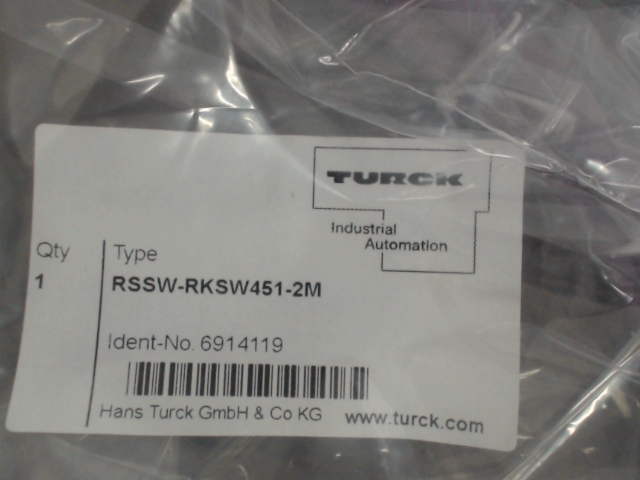 TURCK
Industrial
Automation
Qty
Type
1
RSSW-RKSW451-2M
Ident-No. 6914119
Hans Turck GmbH & Co KG
www.turck.com